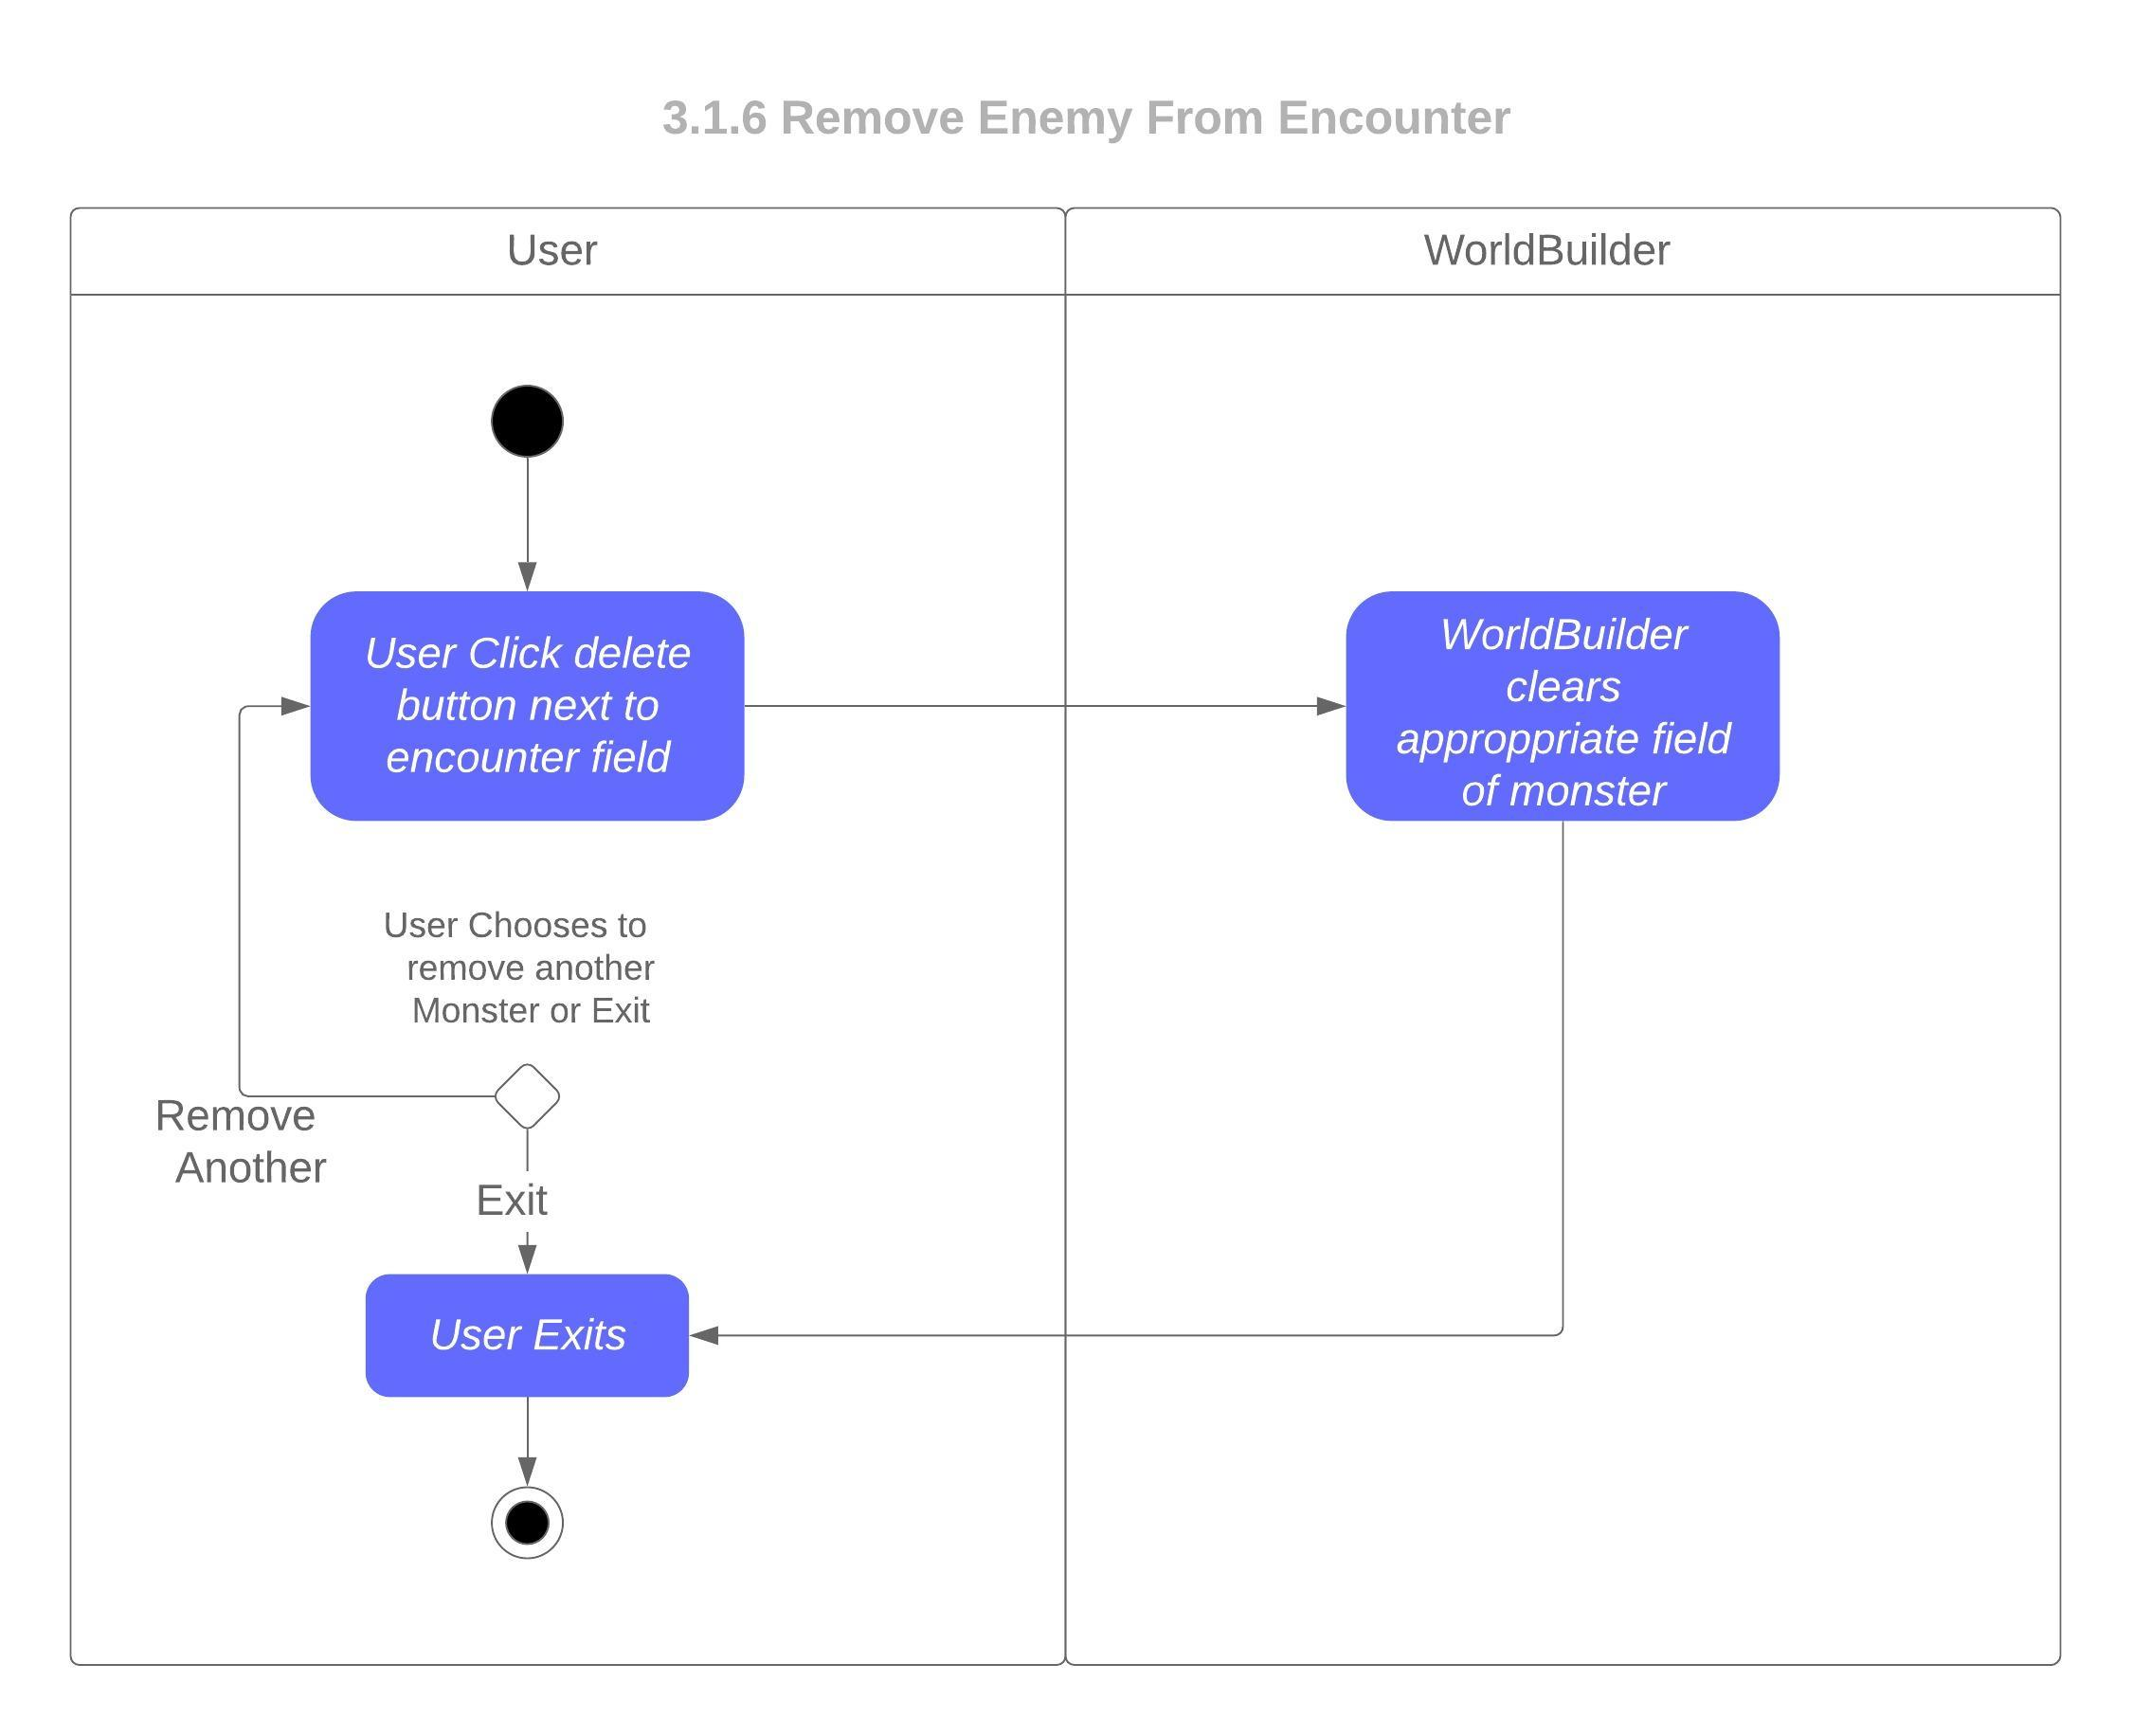 3.1.6 Remove Enemy From Encounter
User
WorldBuilder
User Click delete
button next to
encounter field
WorldBuilder
clears
approppriate field
of monster
User Chooses to
remove another
Monster or Exit
Remove
Another
Exit
User Exits